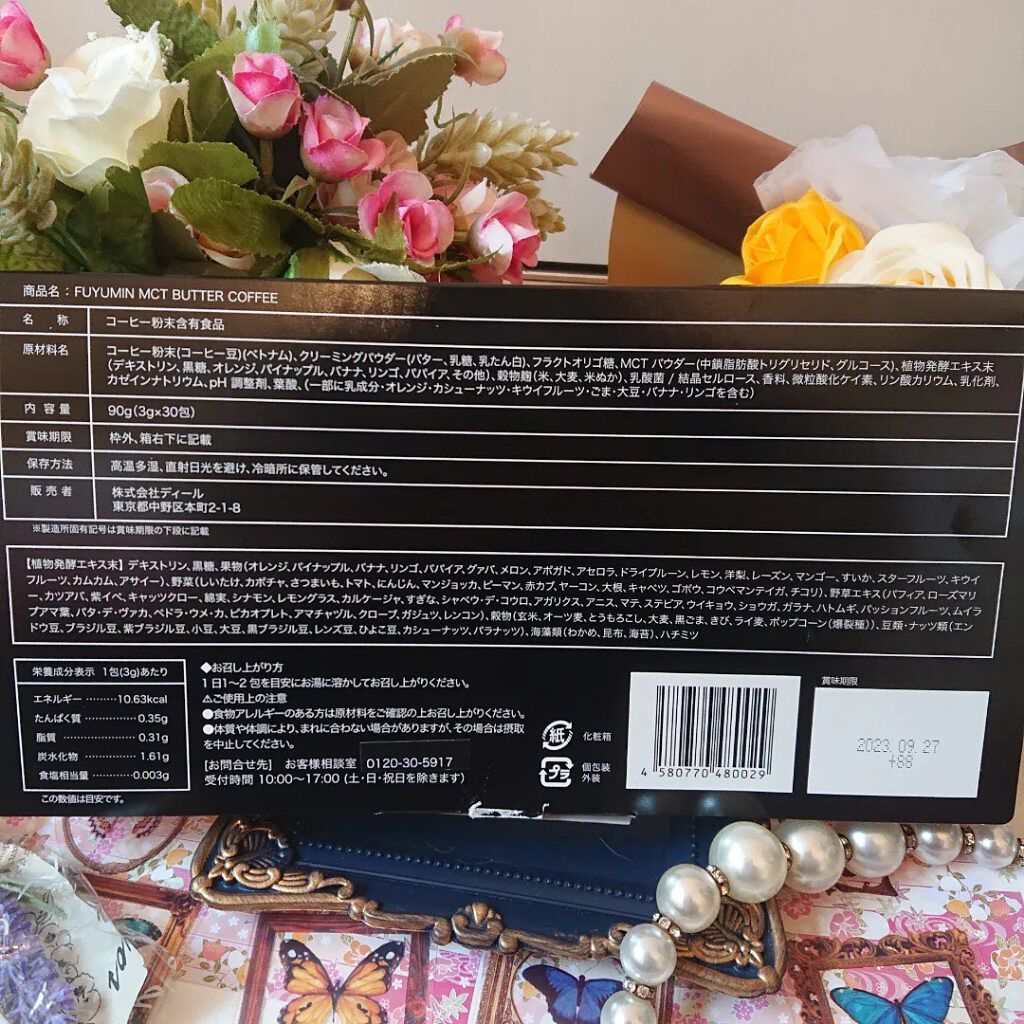 商品名：FUYUMIN MCT BUTTER COFFEE
名 称 コーヒー粉末含有食品
原材料名 コーヒー粉末(コーヒー豆)(ベトナム)、クリーミングパウダー(バター、乳糖、乳たん白)、フラクトオリゴ糖、MCT パウダー(中鎖脂肪酸トリグリセリド、グルコース)、植物発酵エキス末
(デキストリン、黒糖、オレンジ、パイナップル、バナナ、リンゴ、パパイア、その他)、穀物麹(米、大麦、米ぬか)、乳酸菌 / 結晶セルロース、香料、微粒酸化ケイ素、リン酸カリウム、乳化剤、
カゼインナトリウム、pH 調整剤、葉酸、(一部に乳成分・オレンジ・カシューナッツ・キウイフルーツ・ごま・大豆・バナナ・リンゴを含む)
内 容 量 90g(3g×30包)
賞味期限 枠外、箱右下に記載
保存方法 高温多湿、直射日光を避け、冷暗所に保管してください。
販 売 者 株式会社ディール
東京都中野区本町2-1-8
※製造所固有記号は賞味期限の下段に記載
【植物発酵エキス末】 デキストリン、黒糖、果物(オレンジ、パイナップル、バナナ、リンゴ、パパイア、グァバ、メロン、アボガド、アセロラ、ドライプルーン、レモン、洋梨、レーズン、マンゴー、すいか、スターフルーツ、キウイ
フルーツ、カムカム、アサイー)、野菜(しいたけ、カボチャ、さつまいも、トマト、にんじん、マンジョッカ、ピーマン、赤カブ、ヤーコン、大根、キャベツ、ゴボウ、コウベマンテイガ、チコリ)、野草エキス(パフィア、ローズマリ
ー、カツアバ、紫イペ、キャッツクロー、綿実、シナモン、レモングラス、カルケージャ、すぎな、シャペウ・デ・コウロ、アガリクス、アニス、マテ、ステビア、ウイキョウ、ショウガ、ガラナ、ハトムギ、パッションフルーツ、ムイラ
プアマ葉、パタ・デ・ヴァカ、ペドラ・ウメ・カ、ピカオプレト、アマチャヅル、クローブ、ガジュツ、レンコン)、穀物(玄米、オーツ麦、とうもろこし、大麦、黒ごま、きび、ライ麦、ポップコーン(爆裂種))、豆類・ナッツ類(エン
ドウ豆、ブラジル豆、紫ブラジル豆、小豆、大豆、黒ブラジル豆、レンズ豆、ひよこ豆、カシューナッツ、パラナッツ)、海藻類(わかめ、昆布、海苔)、ハチミツ
栄養成分表示 1包(3g)あたり
エネルギー ………10.63kcal
たんぱく質 ……………0.35g
脂質 ……………………0.31g
炭水化物 ………………1.61g
食塩相当量 …………0.003g
この数値は目安です。
◆お召し上がり方
1日1〜2 包を目安にお湯に溶かしてお召し上がりください。
⚠ご使用上の注意
●食物アレルギーのある方は原材料をご確認の上お召し上がりください。
●体質や体調により、まれに合わない場合がありますが、その場合は摂取
を中止してください。
[お問合せ先] お客様相談室 0120-30-5917
受付時間 10:00〜17:00 (土・日・祝日を除きます)
紙 化粧箱
プラ 個包装
外装
4 580770 480029
賞味期限
2023.09.27
+88